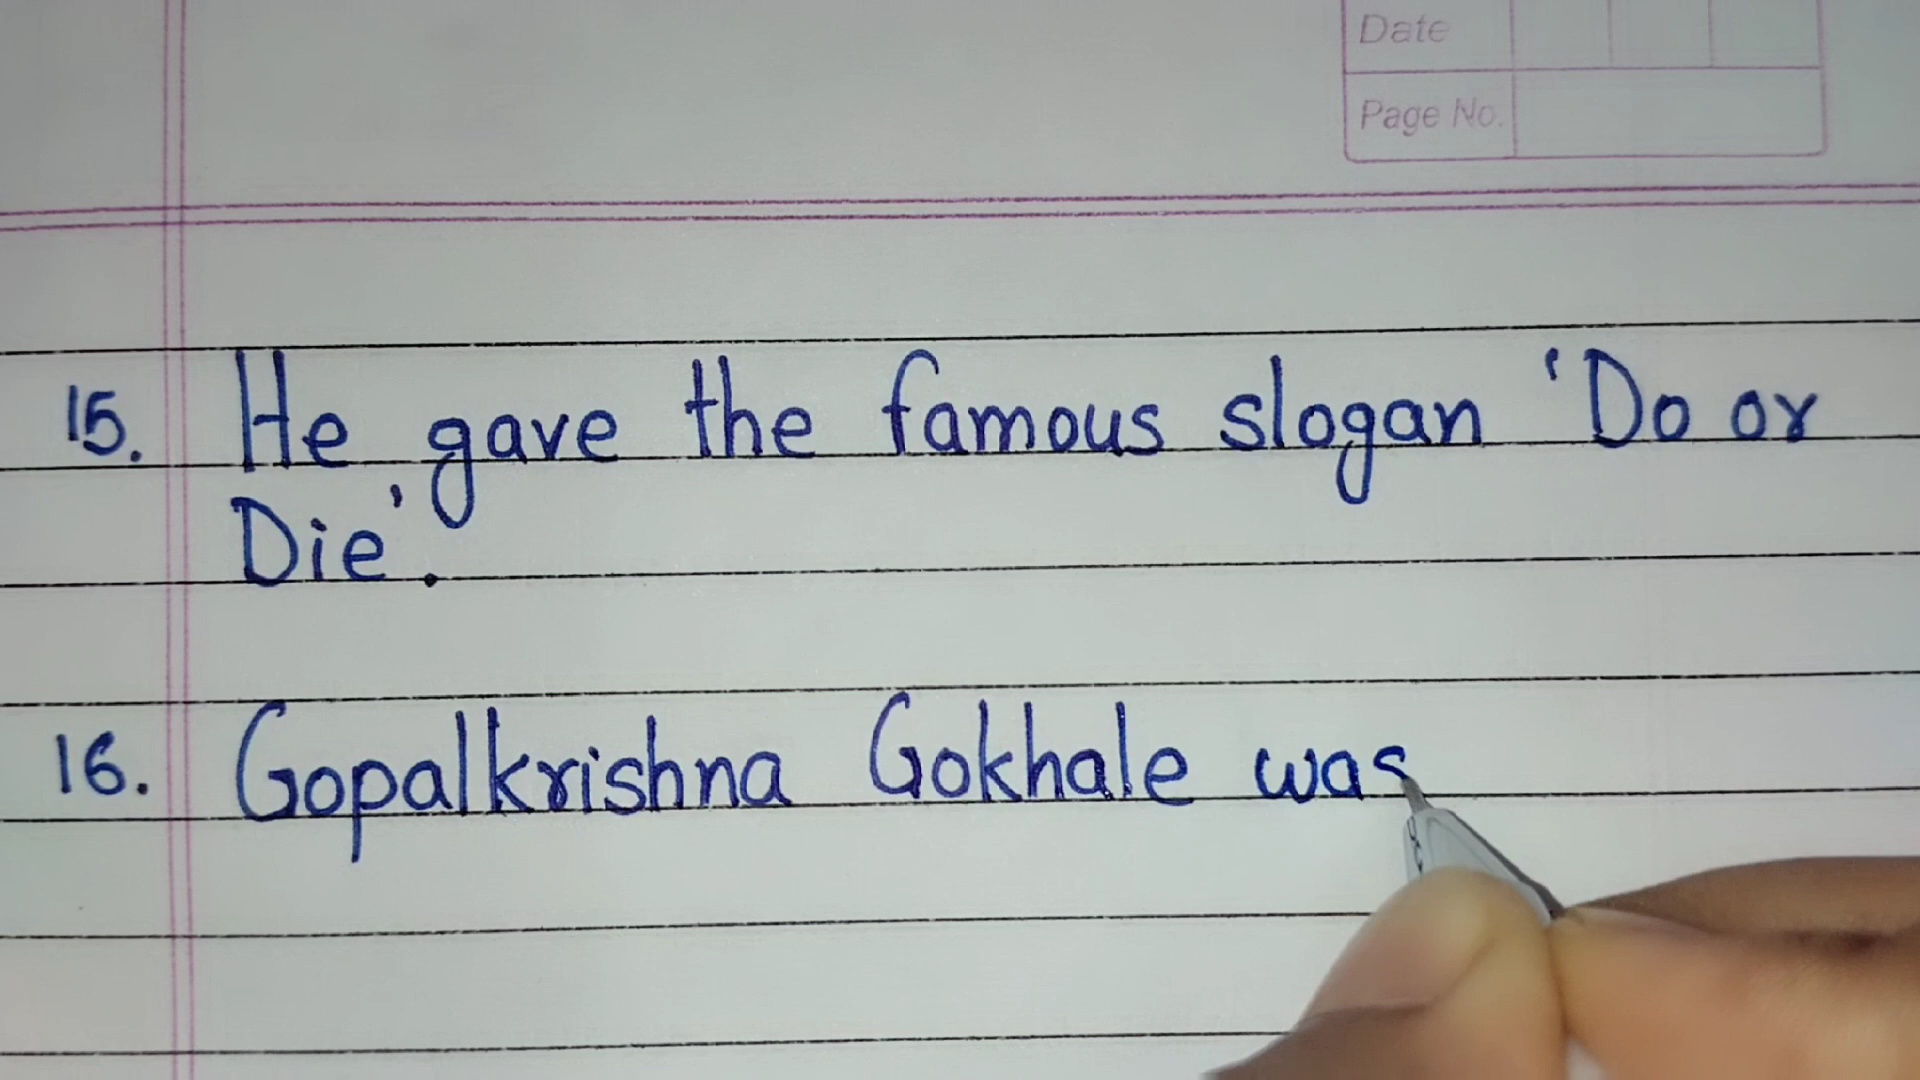 Date
Page No.
15. He gave the famous slogan 'Do or
Die'.
16. Gopalkrishna Gokhale was